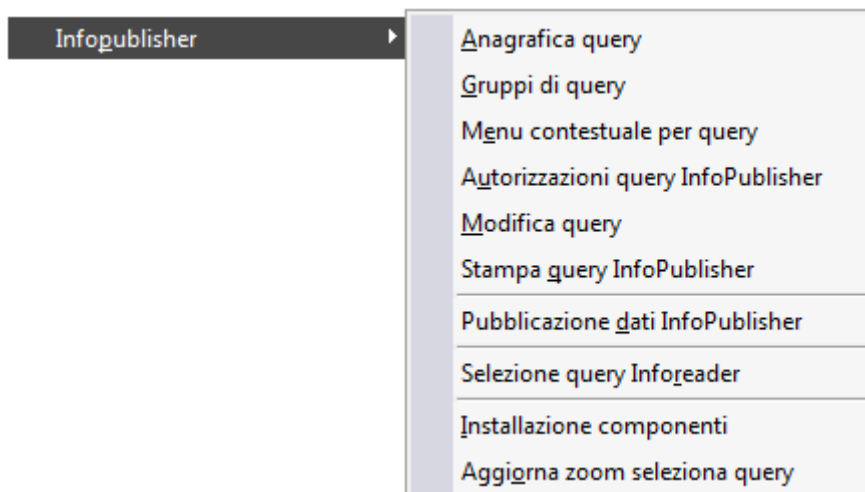 Infopublisher
Anagrafica query
Gruppi di query
Menu contestuale per query
Autorizzazioni query InfoPublisher
Modifica query
Stampa query InfoPublisher
Pubblicazione dati InfoPublisher
Selezione query Inforeader
Installazione componenti
Aggiorna zoom seleziona query